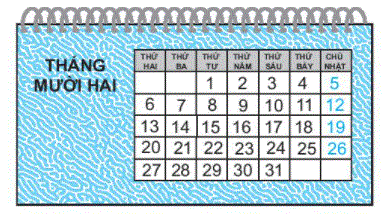 THÁNG
MƯỜI HAI
THỨ HAI THỨ BA THỨ TƯ THỨ NĂM THỨ SÁU THỨ BẢY CHỦ NHẬT
1 2 3 4 5
6 7 8 9 10 11 12
13 14 15 16 17 18 19
20 21 22 23 24 25 26
27 28 29 30 31